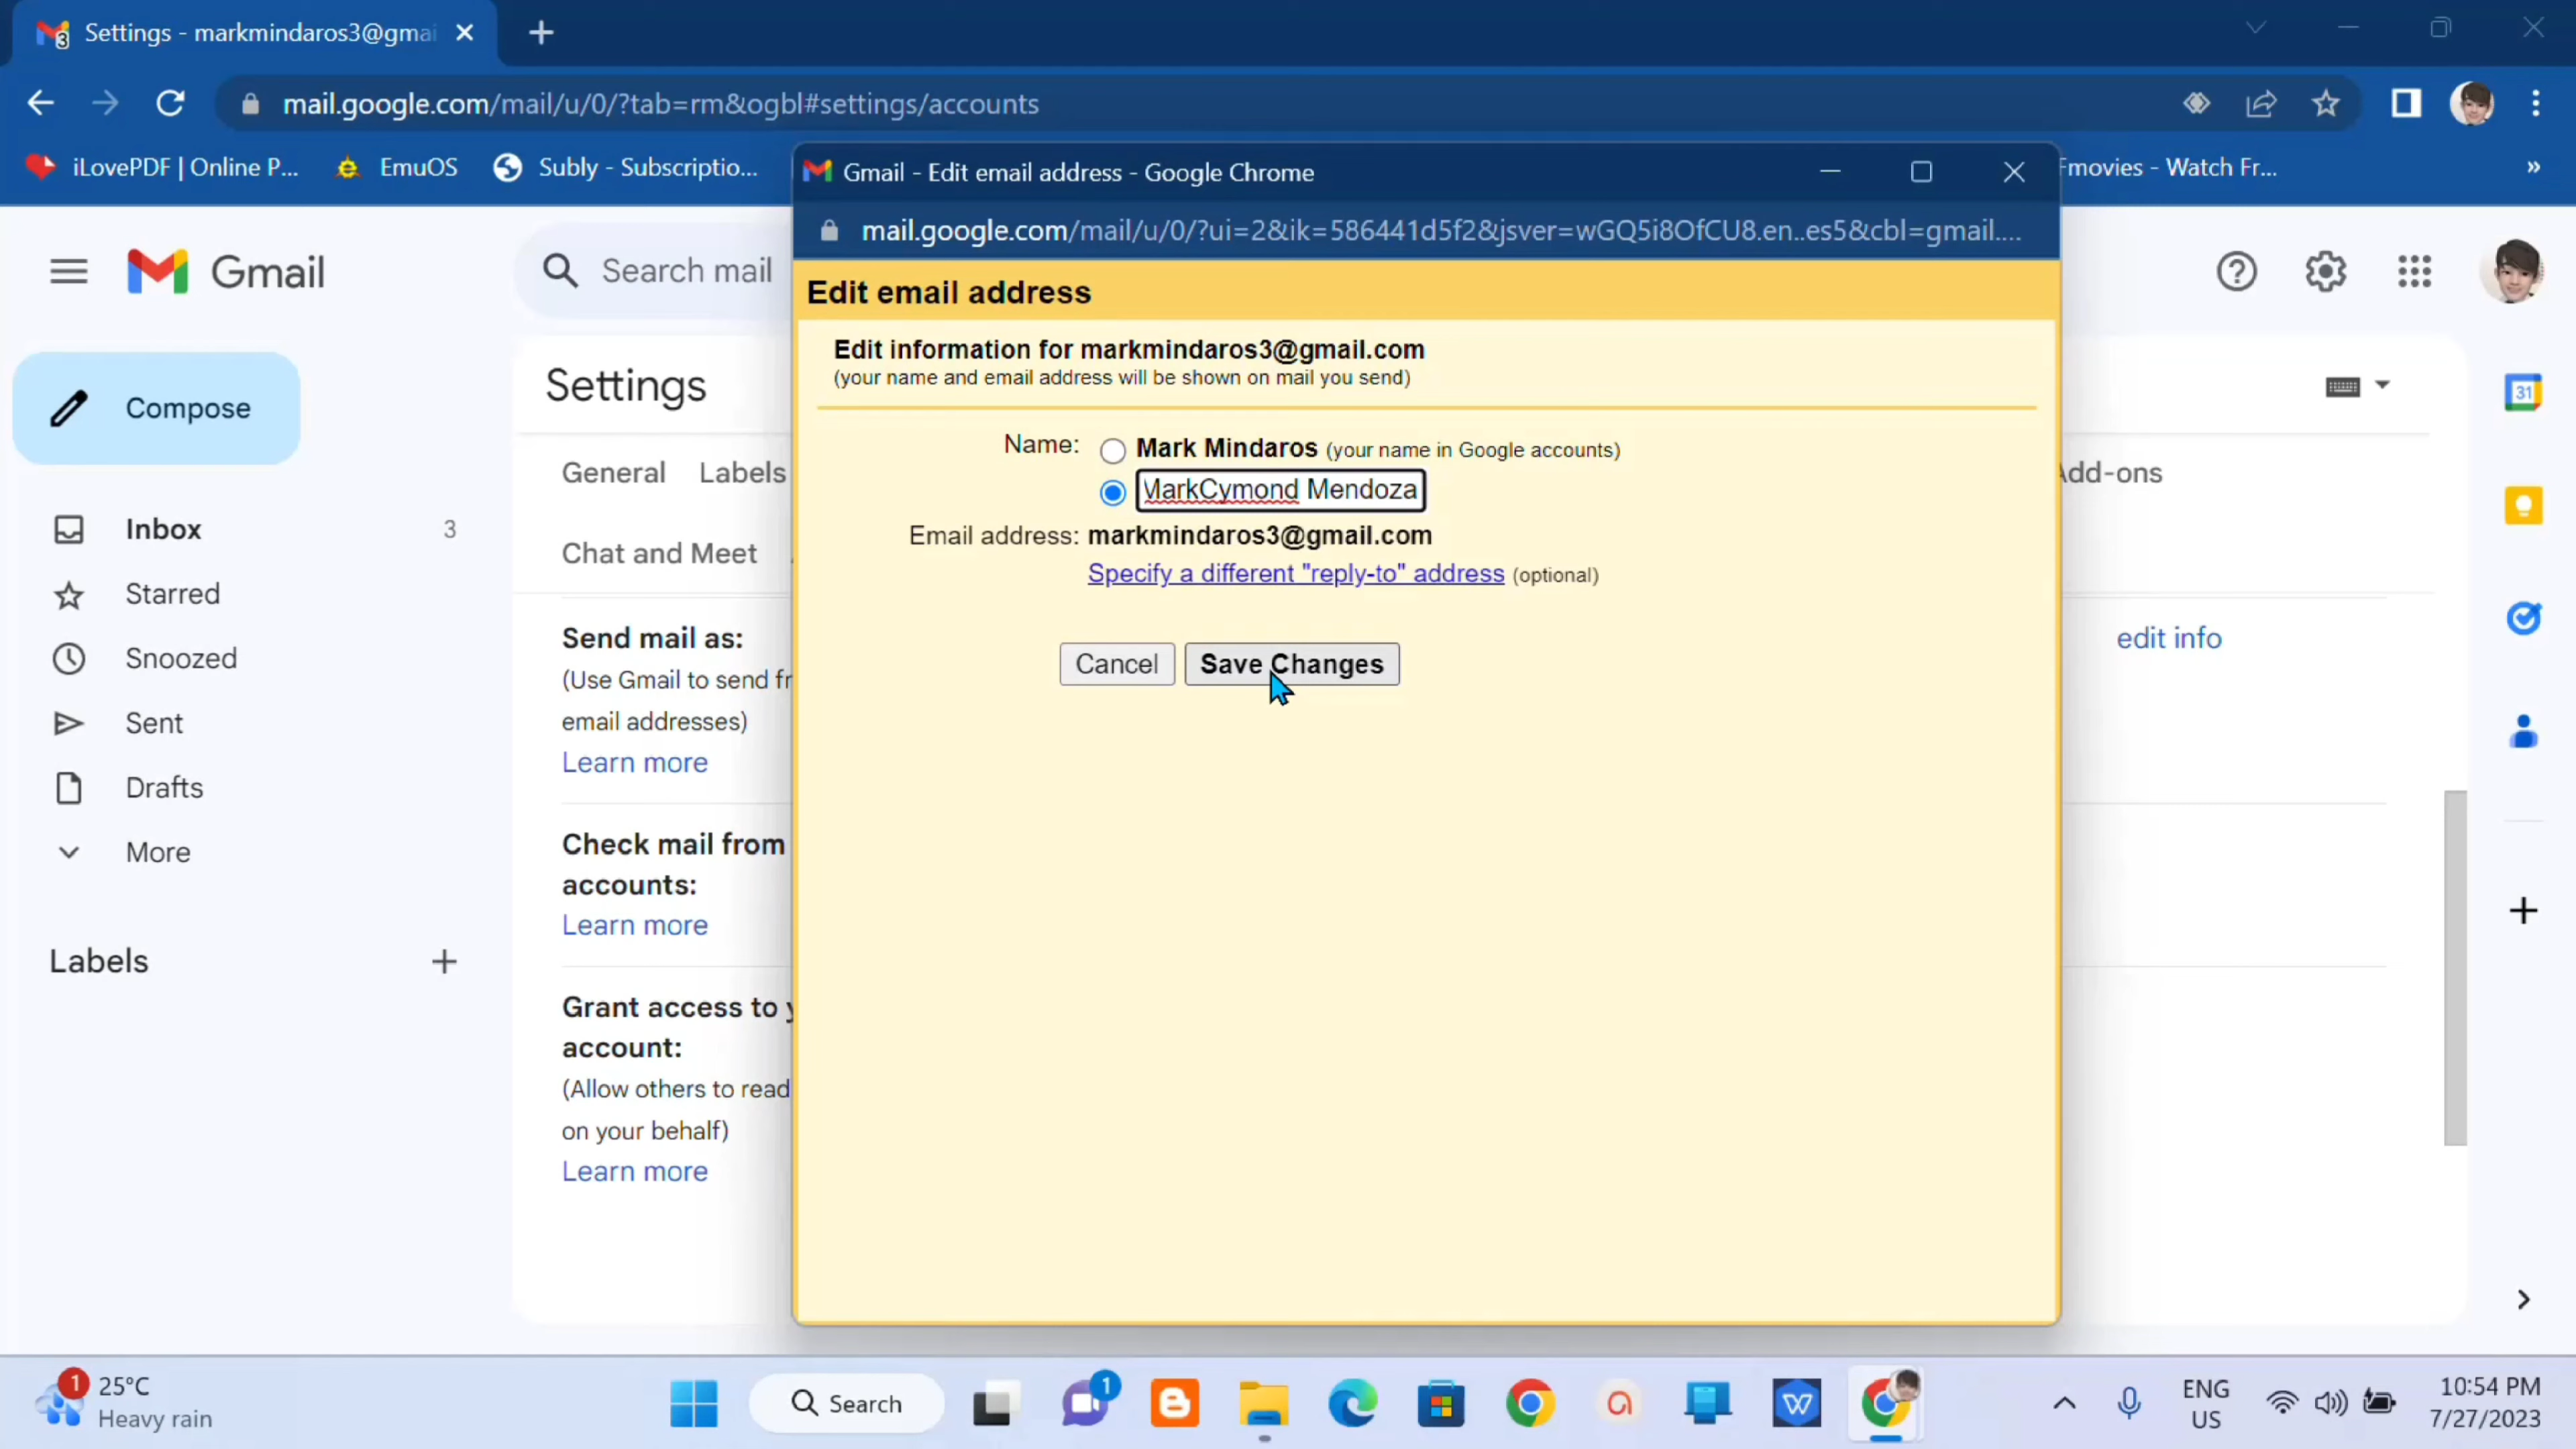 Settings - markmindaros3@gmai
mail.google.com/mail/u/0/?tab=rm&ogbl#settings/accounts
iLovePDF | Online P...
EmuOS
Subly - Subscriptio...
Fmovies - Watch Fr...
»
Gmail - Edit email address - Google Chrome
mail.google.com/mail/u/0/?ui=2&ik=586441d5f2&jsver=wGQ5i8OfCU8.en..es5&cbl=gmail....
Gmail
Search mail
Compose
Inbox 3
Starred
Snoozed
Sent
Drafts
More
Labels
Settings
General Labels
Add-ons
Chat and Meet
Send mail as:
(Use Gmail to send fr
email addresses)
Learn more
edit info
Check mail from
accounts:
Learn more
Grant access to y
account:
(Allow others to read
on your behalf)
Learn more
Edit email address
Edit information for markmindaros3@gmail.com
(your name and email address will be shown on mail you send)
Name: Mark Mindaros (your name in Google accounts)
MarkCymond Mendoza
Email address: markmindaros3@gmail.com
Specify a different "reply-to" address (optional)
Cancel Save Changes
31
1
25°C
Heavy rain
Search
1
ENG
US
10:54 PM
7/27/2023